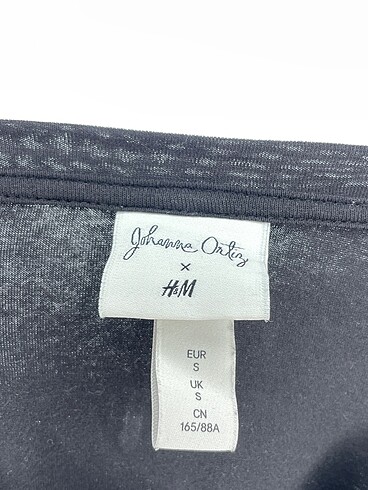 Johanna Ortiz
×
H&M
EUR
S
UK
S
CN
165/88A